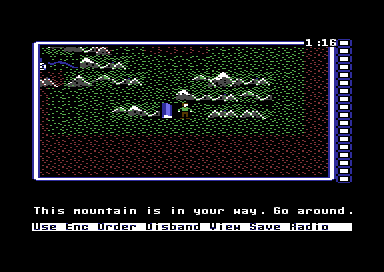 1:16
This mountain is in your way. Go around.
Use Enc Order Disband View Save Radio